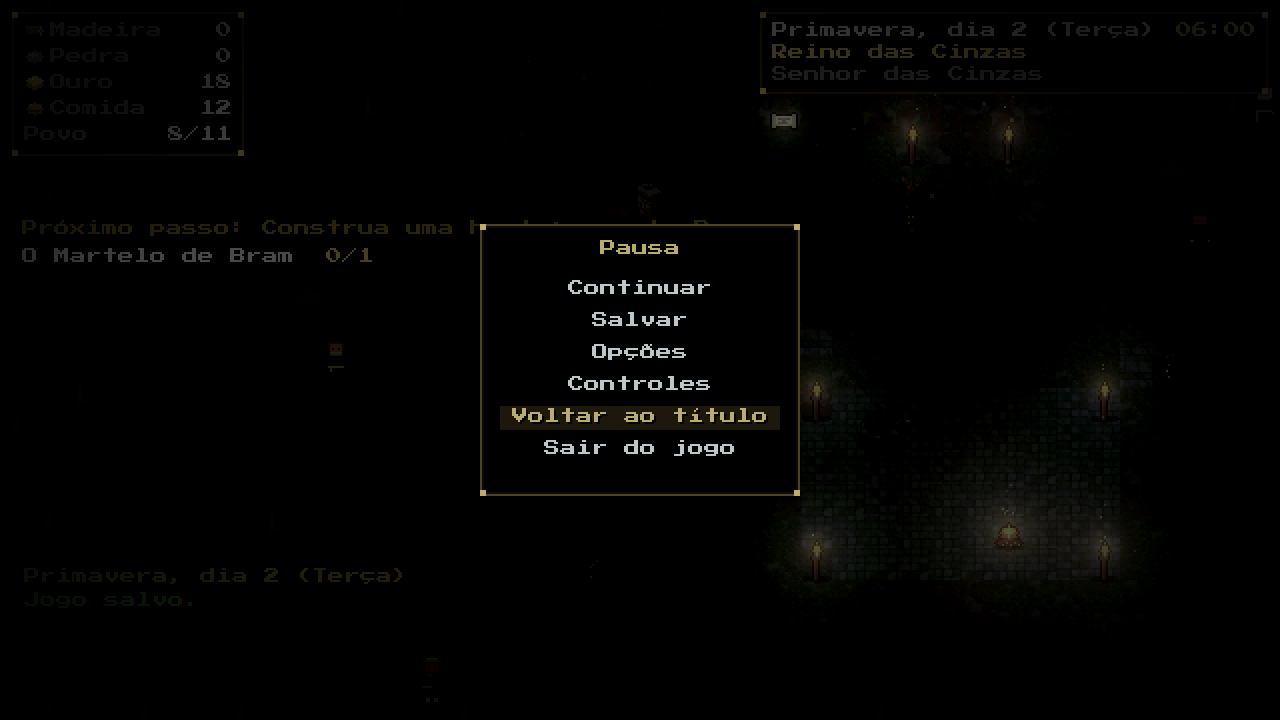 Madeira 0
Pedra 0
Ouro 18
Comida 12
Povo 8/11
Primavera, dia 2 (Terça) 06:00
Reino das Cinzas
Senhor das Cinzas
Próximo passo: Construa uma
O Martelo de Bram 0/1
Pausa
Continuar
Salvar
Opções
Controles
Voltar ao título
Sair do jogo
Primavera, dia 2 (Terça)
Jogo salvo.